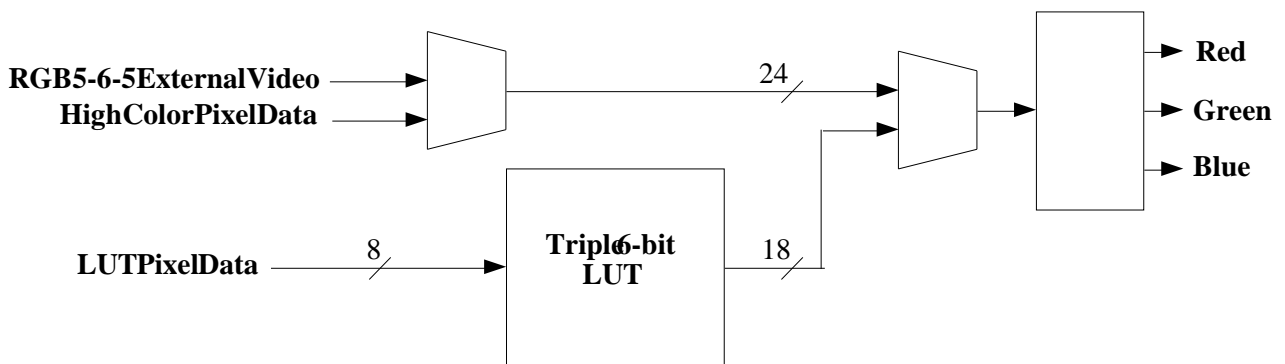 RGB5-6-5ExternalVideo
HighColorPixelData
24
Red
Green
Blue
LUTPixelData
8
Triple6-bit
LUT
18